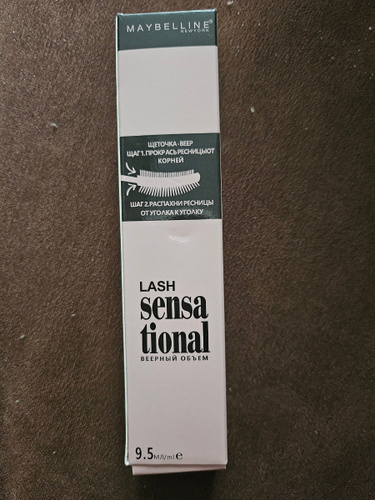 MAYBELLINE
NEW YORK
ЩЕТОЧКА-ВЕЕР
ЩАГ 1. ПРОКРАСЬ РЕСНИЦЫ ОТ
КОРНЕЙ
ШАГ 2. РАСПАХНИ РЕСНИЦЫ
ОТ УГОЛКА К УГОЛКУ
LASH
sensa
tional
ВЕЕРНЫЙ ОБЪЕМ
9.5 МЛ/ml e